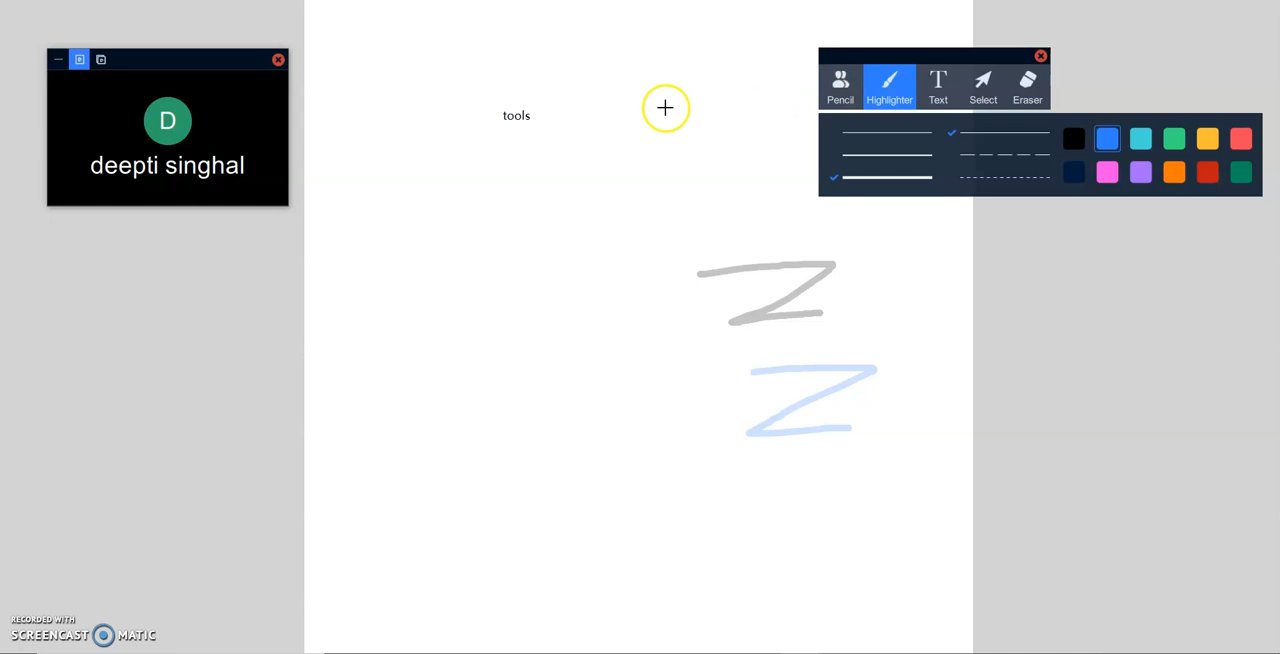 D
deepti singhal
tools
Pencil Highlighter Text Select Eraser
Z
Z
RECORDED WITH
SCREENCAST MATIC